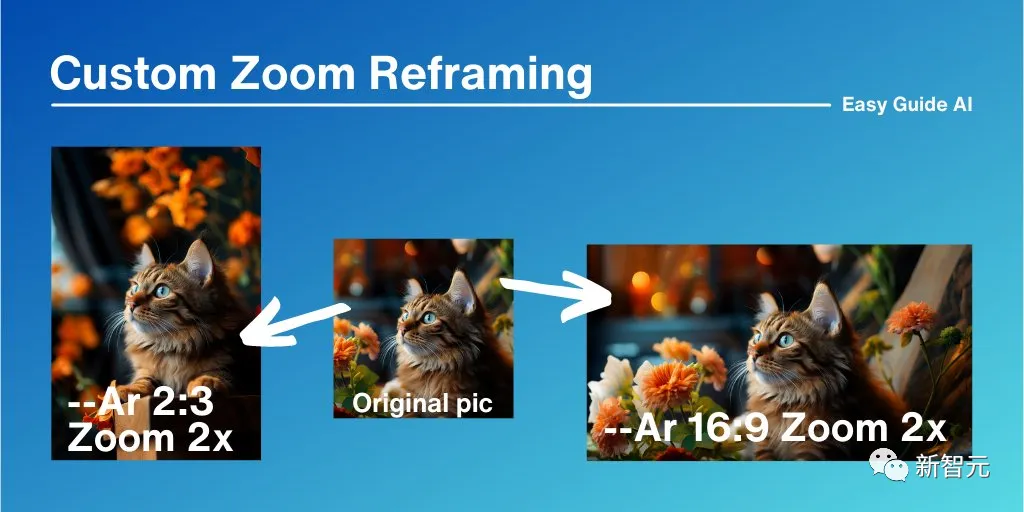 Custom Zoom Reframing
Easy Guide AI
--Ar 2:3
Zoom 2x
Original pic
--Ar 16:9 Zoom 2x
新智元